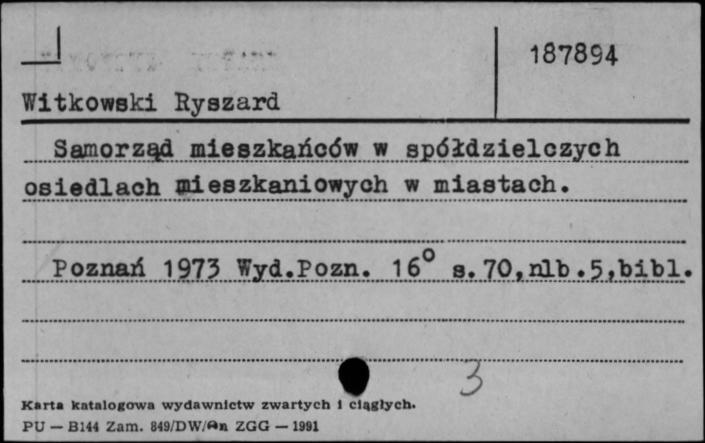 187894
Witkowski Ryszard
Samorząd mieszkańców w spółdzielczych
osiedlach mieszkaniowych w miastach.
Poznań 1973 Wyd.Pozn. 16° s.70,nlb.5,bibl.
3
Karta katalogowa wydawnictw zwartych i ciągłych.
PU — B144 Zam. 849/DW/An ZGG — 1991